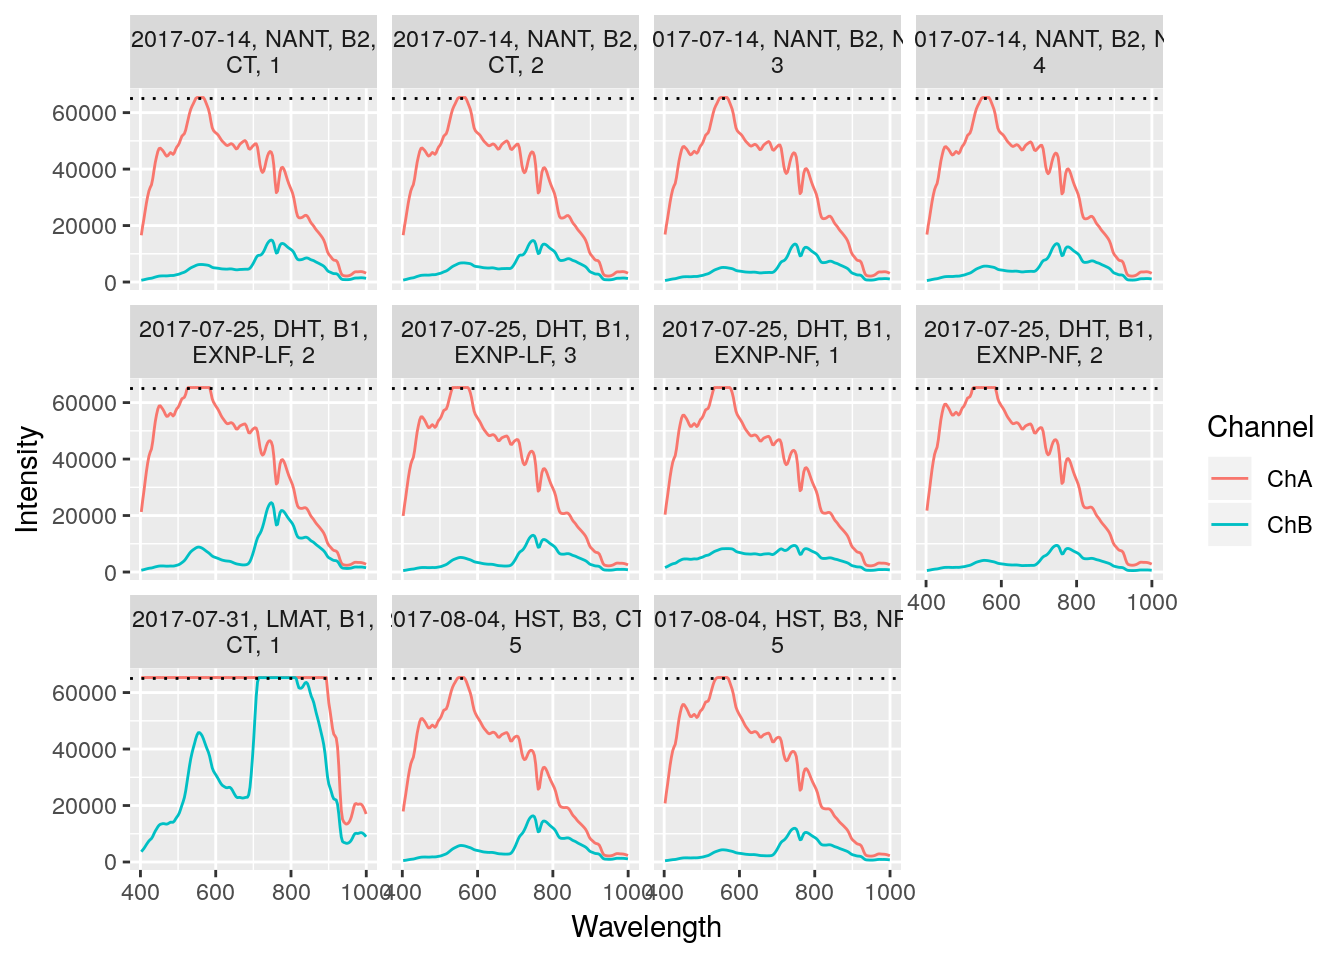 2017-07-14, NANT, B2,
CT, 1
2017-07-14, NANT, B2,
CT, 2
017-07-14, NANT, B2, N
3
017-07-14, NANT, B2, N
4
60000
40000
20000
0
2017-07-25, DHT, B1,
EXNP-LF, 2
2017-07-25, DHT, B1,
EXNP-LF, 3
2017-07-25, DHT, B1,
EXNP-NF, 1
2017-07-25, DHT, B1,
EXNP-NF, 2
60000
40000
20000
0
400 600 800 1000
2017-07-31, LMAT, B1,
CT, 1
2017-08-04, HST, B3, CT
5
017-08-04, HST, B3, NF
5
60000
40000
20000
0
400 600 800 1000
400 600 800 1000
400 600 800 1000
Wavelength
Intensity
Channel
ChA
ChB